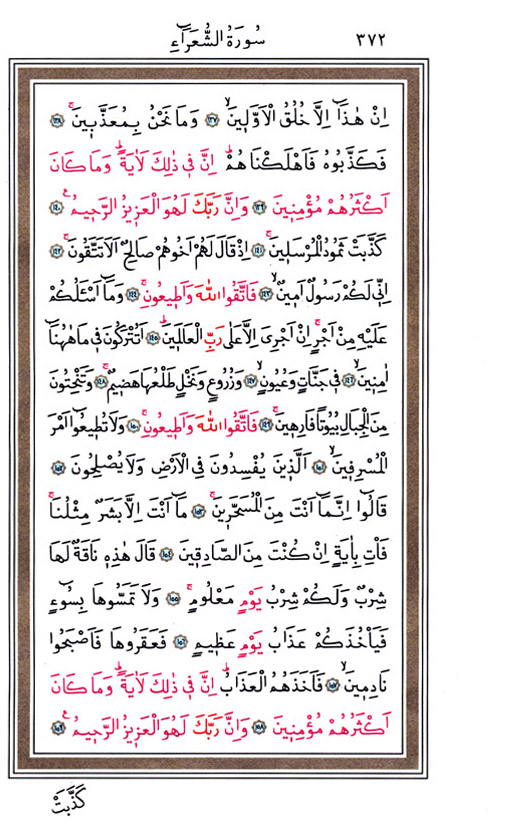 سُورَةُ الشُّعَرَٓاءِ ٣٧٢
اِنْ هٰذَٓا اِلَّا خُلُقُ الْاَوَّل۪ينَۙ ﴿١٣٧﴾ وَمَا نَحْنُ بِمُعَذَّب۪ينَۚ ﴿١٣٨﴾
فَكَذَّبُوهُ فَاَهْلَكْنَاهُمْۜ اِنَّ ف۪ي ذٰلِكَ لَاٰيَةًۜ وَمَا كَانَ
اَكْثَرُهُمْ مُؤْمِن۪ينَ ﴿١٣٩﴾ وَاِنَّ رَبَّكَ لَهُوَ الْعَز۪يزُ الرَّح۪يمُ۟ ﴿١٤٠﴾
كَذَّبَتْ ثَمُودُ الْمُرْسَل۪ينَۚ ﴿١٤١﴾ اِذْ قَالَ لَهُمْ اَخُوهُمْ صَالِحٌ اَلَا تَتَّقُونَۚ ﴿١٤٢﴾
اِنّ۪ي لَكُمْ رَسُولٌ اَم۪ينٌۙ ﴿١٤٣﴾ فَاتَّقُوا اللّٰهَ وَاَط۪يعُونِۚ ﴿١٤٤﴾ وَمَٓا اَسْـَٔلُكُمْ
عَلَيْهِ مِنْ اَجْرٍۚ اِنْ اَجْرِيَ اِلَّا عَلٰى رَبِّ الْعَالَم۪ينَۜ ﴿١٤٥﴾ اَتُتْرَكُونَ ف۪ي مَا هٰهُنَٓا
اٰمِن۪ينَۙ ﴿١٤٦﴾ ف۪ي جَنَّاتٍ وَعُيُونٍۙ ﴿١٤٧﴾ وَزُرُوعٍ وَنَخْلٍ طَلْعُهَا هَض۪يمٌۚ ﴿١٤٨﴾ وَتَنْحِتُونَ
مِنَ الْجِبَالِ بُيُوتًا فَارِه۪ينَۚ ﴿١٤٩﴾ فَاتَّقُوا اللّٰهَ وَاَط۪يعُونِۚ ﴿١٥٠﴾ وَلَا تُط۪يعُٓوا اَمْرَ
الْمُسْرِف۪ينَۙ ﴿١٥١﴾ اَلَّذ۪ينَ يُفْسِدُونَ فِي الْاَرْضِ وَلَا يُصْلِحُونَ ﴿١٥٢﴾
قَالُٓوا اِنَّمَٓا اَنْتَ مِنَ الْمُسَحَّر۪ينَۚ ﴿١٥٣﴾ مَٓا اَنْتَ اِلَّا بَشَرٌ مِثْلُنَاۚ
فَأْتِ بِاٰيَةٍ اِنْ كُنْتَ مِنَ الصَّادِق۪ينَ ﴿١٥٤﴾ قَالَ هٰذِه۪ نَاقَةٌ لَهَا
شِرْبٌ وَلَكُمْ شِرْبُ يَوْمٍ مَعْلُومٍۚ ﴿١٥٥﴾ وَلَا تَمَسُّوهَا بِسُٓوءٍ
فَيَأْخُذَكُمْ عَذَابُ يَوْمٍ عَظ۪يمٍ ﴿١٥٦﴾ فَعَقَرُوهَا فَاَصْبَحُوا
نَادِم۪ينَۙ ﴿١٥٧﴾ فَاَخَذَهُمُ الْعَذَابُۜ اِنَّ ف۪ي ذٰلِكَ لَاٰيَةًۜ وَمَا كَانَ
اَكْثَرُهُمْ مُؤْمِن۪ينَ ﴿١٥٨﴾ وَاِنَّ رَبَّكَ لَهُوَ الْعَز۪يزُ الرَّح۪يمُ۟ ﴿١٥٩﴾
كَذَّبَتْ